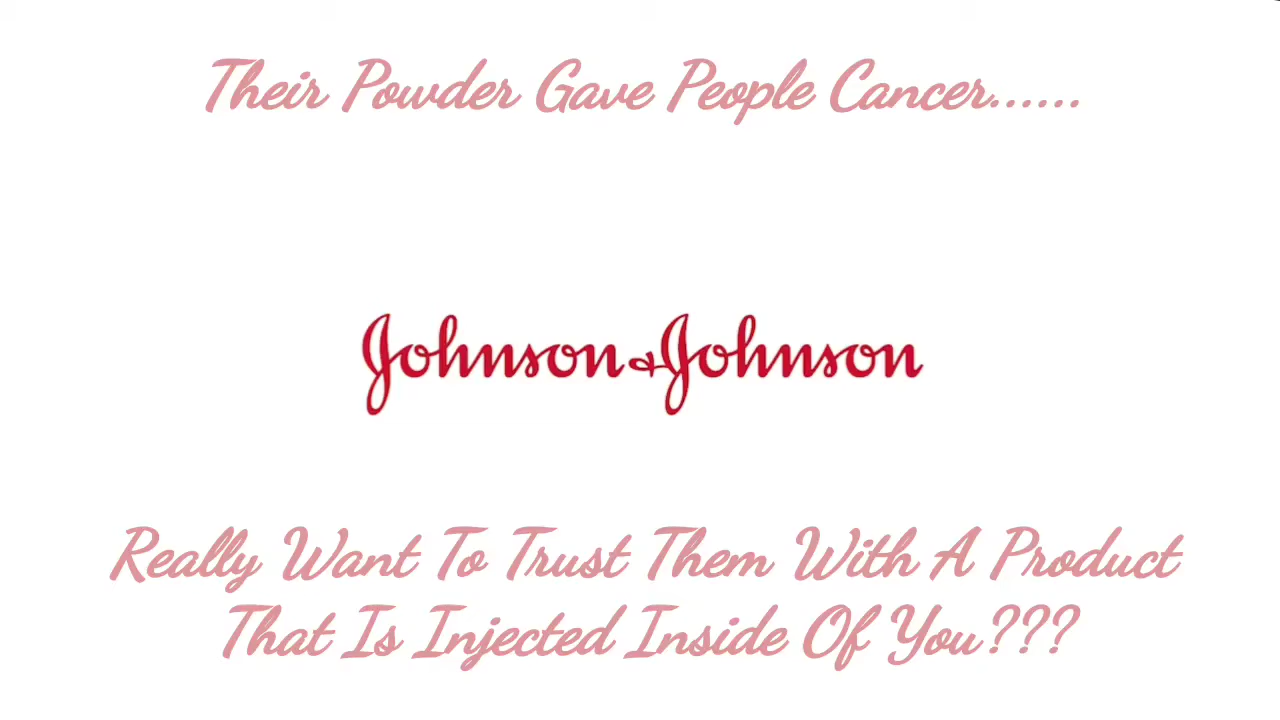 Their Powder Gave People Cancer......
Johnson & Johnson
Really Want To Trust Them With A Product
That Is Injected Inside Of You???